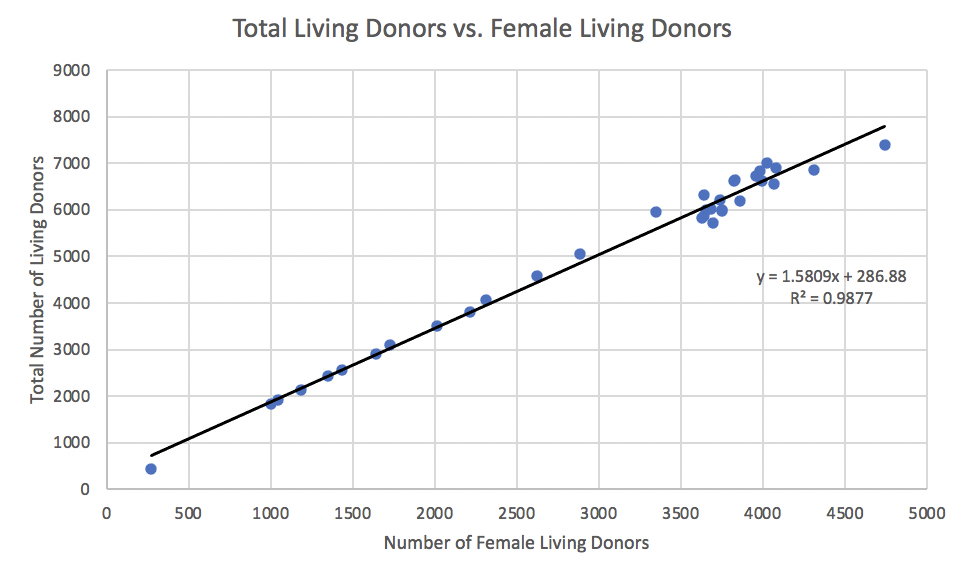 Total Living Donors vs. Female Living Donors
9000
8000
7000
6000
5000
4000
3000
2000
1000
0
Total Number of Living Donors
y = 1.5809x + 286.88
R² = 0.9877
0 500 1000 1500 2000 2500 3000 3500 4000 4500 5000
Number of Female Living Donors